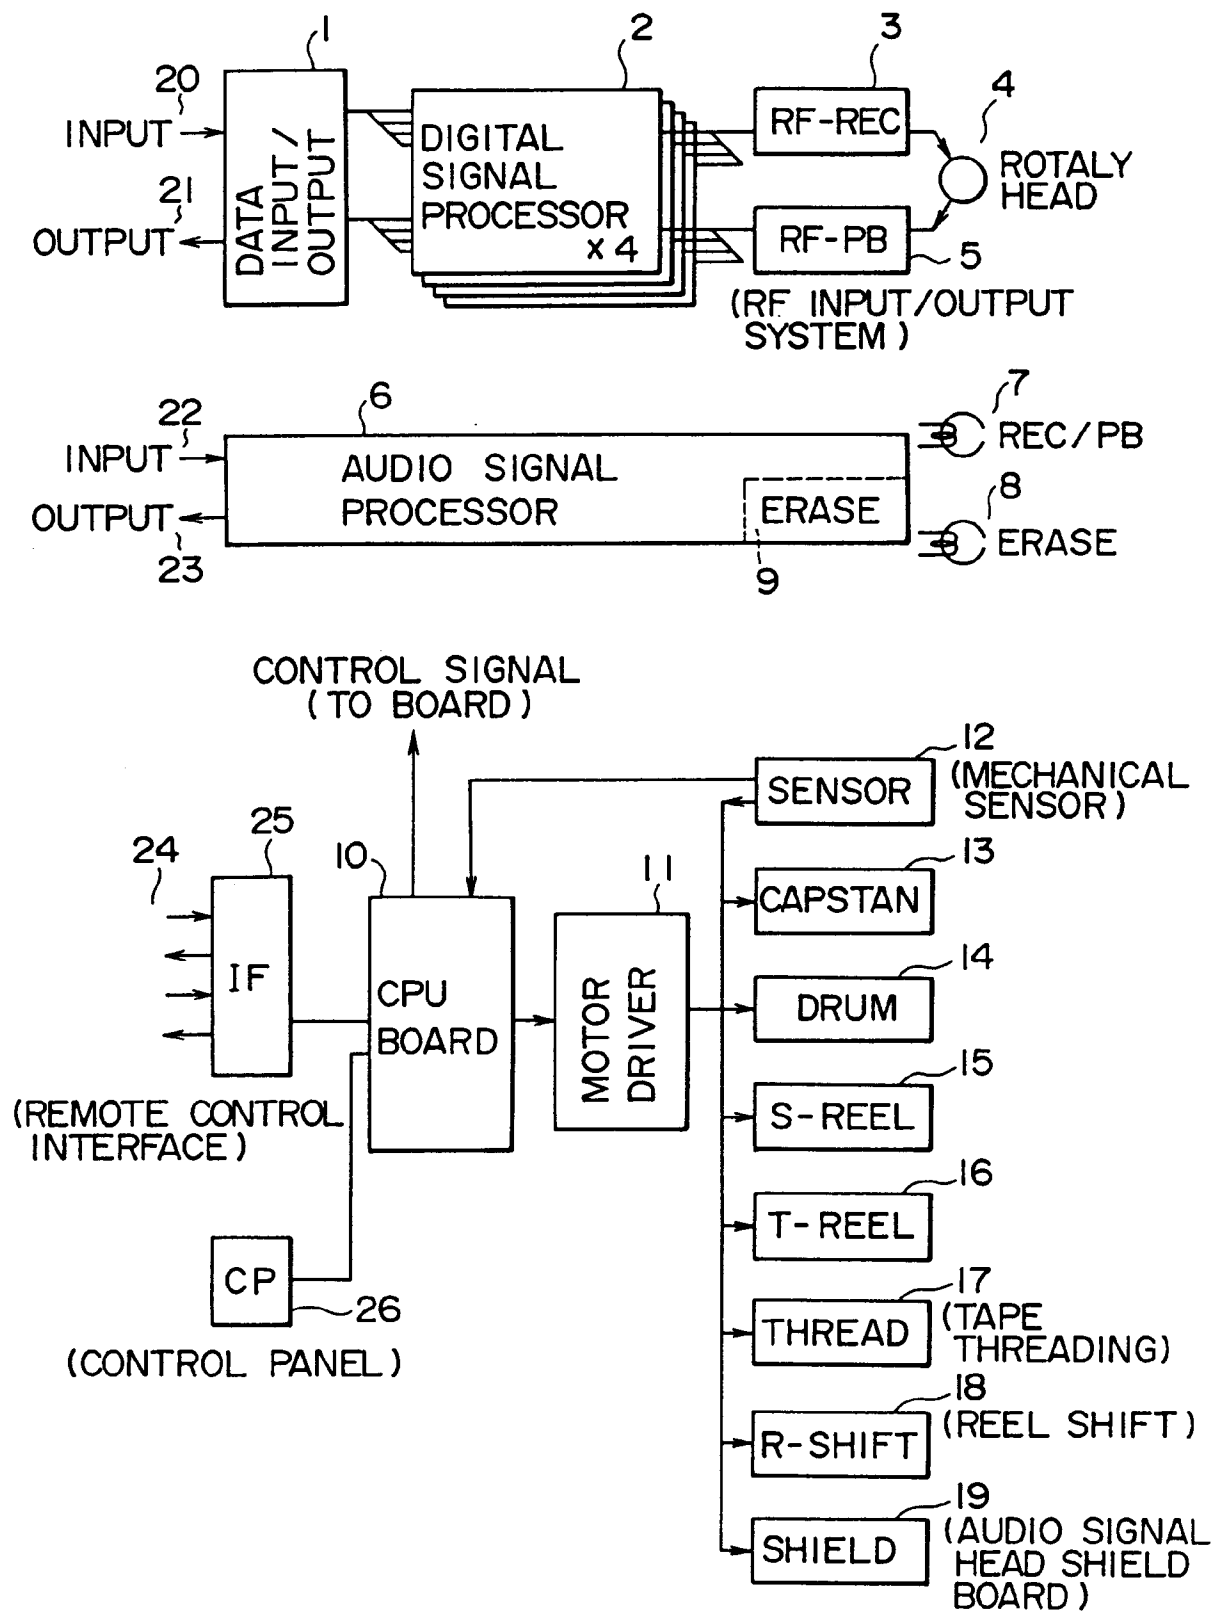 1
2
3
4
20
INPUT
DATA
INPUT/
OUTPUT
DIGITAL
SIGNAL
PROCESSOR
×4
RF-REC
ROTALY
HEAD
21
OUTPUT
RF-PB
5
(RF INPUT/OUTPUT
SYSTEM)
22
6
7
INPUT
AUDIO SIGNAL
PROCESSOR
REC/PB
8
OUTPUT
23
ERASE
9
ERASE
CONTROL SIGNAL
(TO BOARD)
12
SENSOR
(MECHANICAL
SENSOR)
24
25
10
11
13
CAPSTAN
IF
CPU
BOARD
MOTOR
DRIVER
14
DRUM
(REMOTE CONTROL
INTERFACE)
15
S-REEL
16
T-REEL
CP
26
(CONTROL PANEL)
17
THREAD
(TAPE
THREADING)
18
R-SHIFT
(REEL SHIFT)
19
SHIELD
(AUDIO SIGNAL
HEAD SHIELD
BOARD)